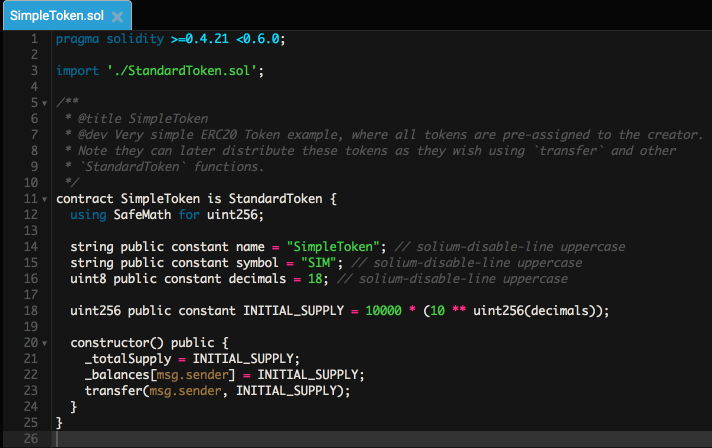 SimpleToken.sol
1 pragma solidity >=0.4.21 <0.6.0;
2
3 import './StandardToken.sol';
4
5 /**
6  * @title SimpleToken
7  * @dev Very simple ERC20 Token example, where all tokens are pre-assigned to the creator.
8  * Note they can later distribute these tokens as they wish using `transfer` and other
9  * `StandardToken` functions.
10  */
11 contract SimpleToken is StandardToken {
12   using SafeMath for uint256;
13
14   string public constant name = "SimpleToken"; // solium-disable-line uppercase
15   string public constant symbol = "SIM"; // solium-disable-line uppercase
16   uint8 public constant decimals = 18; // solium-disable-line uppercase
17
18   uint256 public constant INITIAL_SUPPLY = 10000 * (10 ** uint256(decimals));
19
20   constructor() public {
21     _totalSupply = INITIAL_SUPPLY;
22     _balances[msg.sender] = INITIAL_SUPPLY;
23     transfer(msg.sender, INITIAL_SUPPLY);
24   }
25 }
26